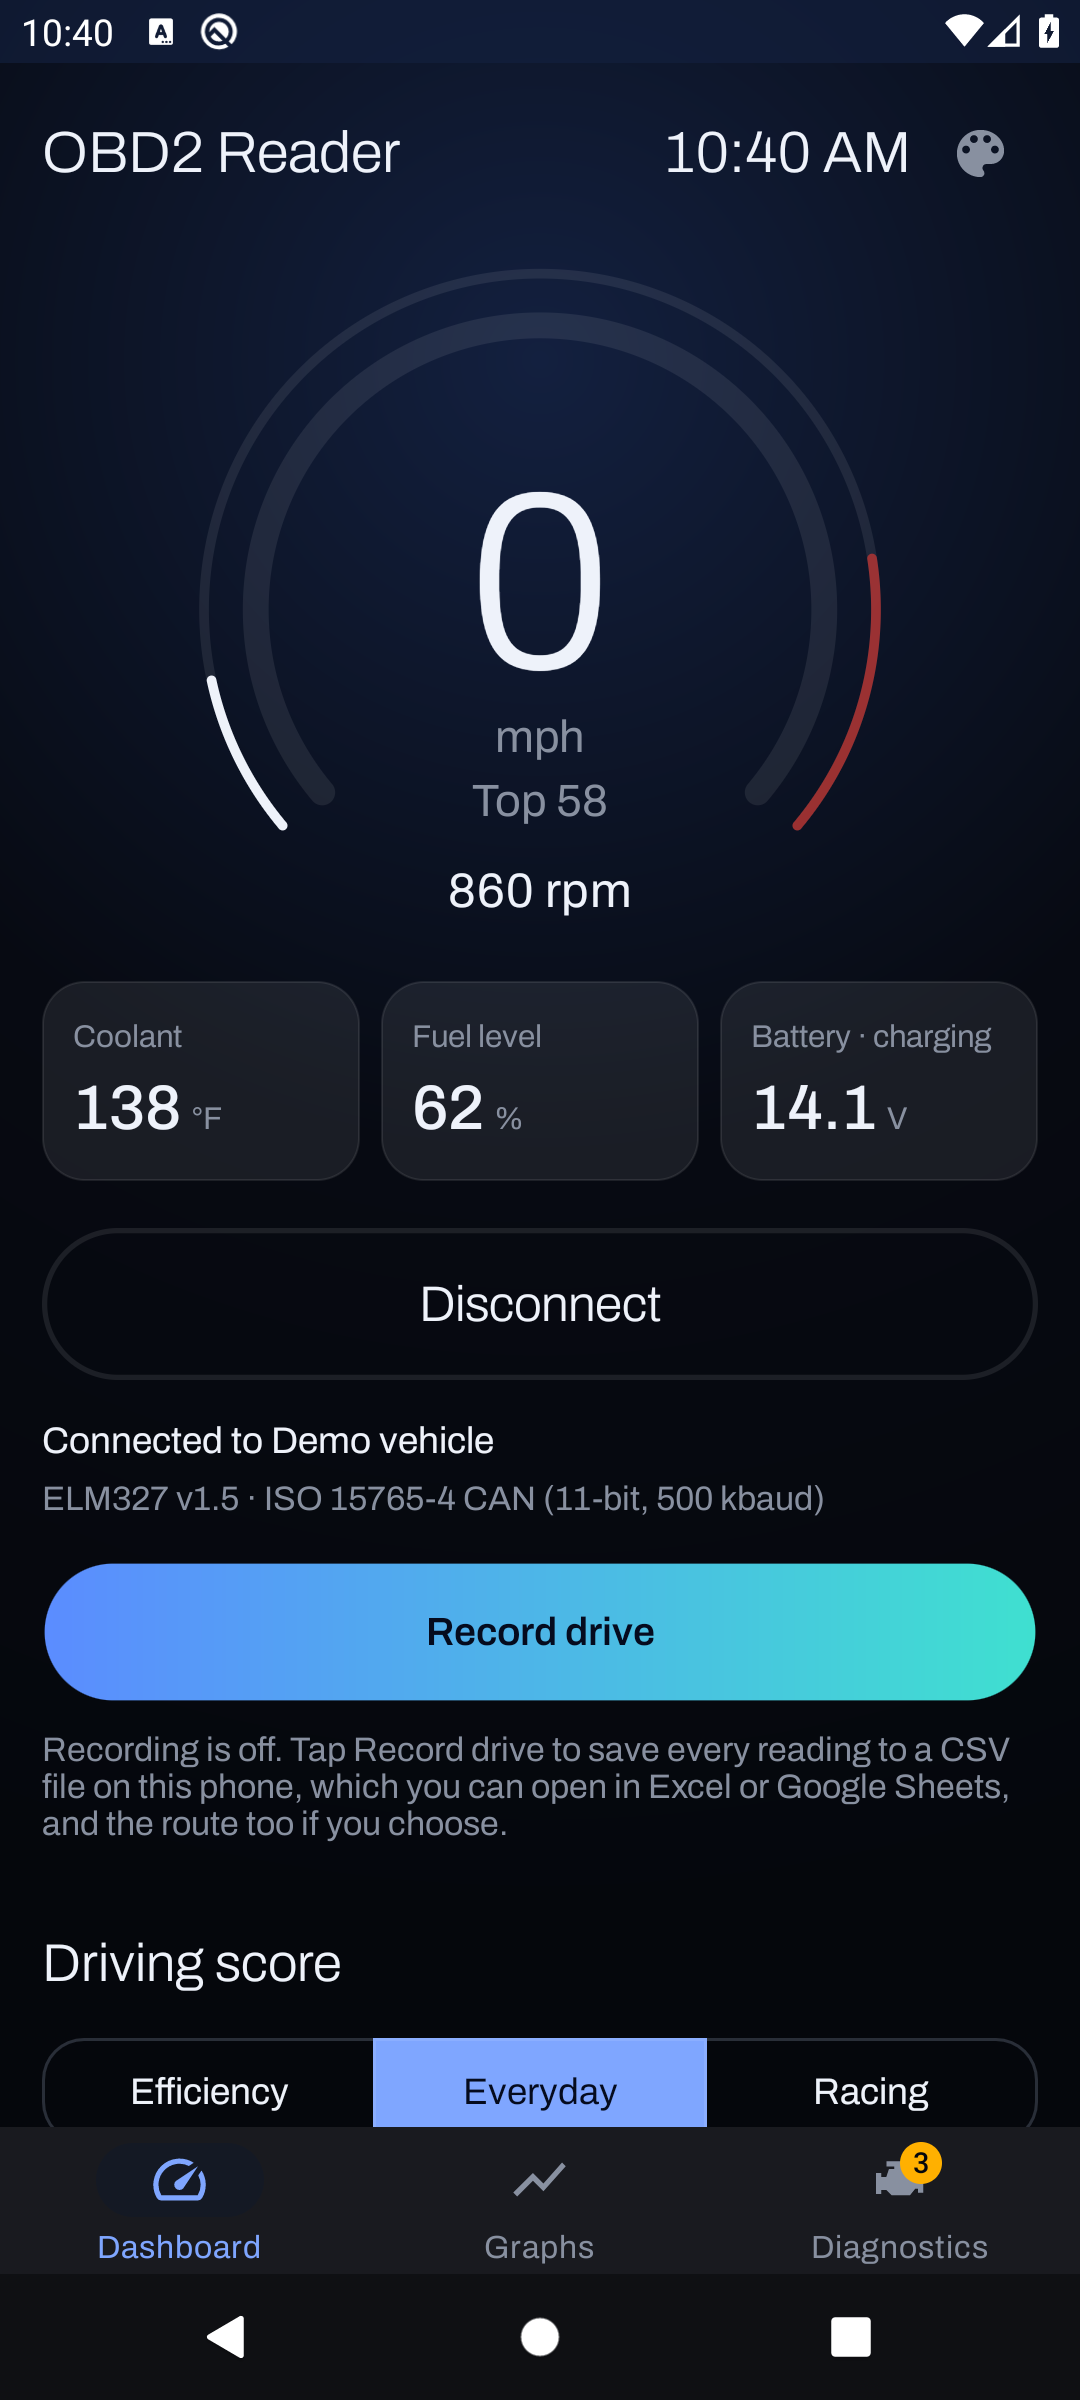 10:40
OBD2 Reader
10:40 AM
0
mph
Top 58
860 rpm
Coolant
138 °F
Fuel level
62 %
Battery · charging
14.1 V
Disconnect
Connected to Demo vehicle
ELM327 v1.5 · ISO 15765-4 CAN (11-bit, 500 kbaud)
Record drive
Recording is off. Tap Record drive to save every reading to a CSV
file on this phone, which you can open in Excel or Google Sheets,
and the route too if you choose.
Driving score
Efficiency
Everyday
Racing
3
Dashboard
Graphs
Diagnostics